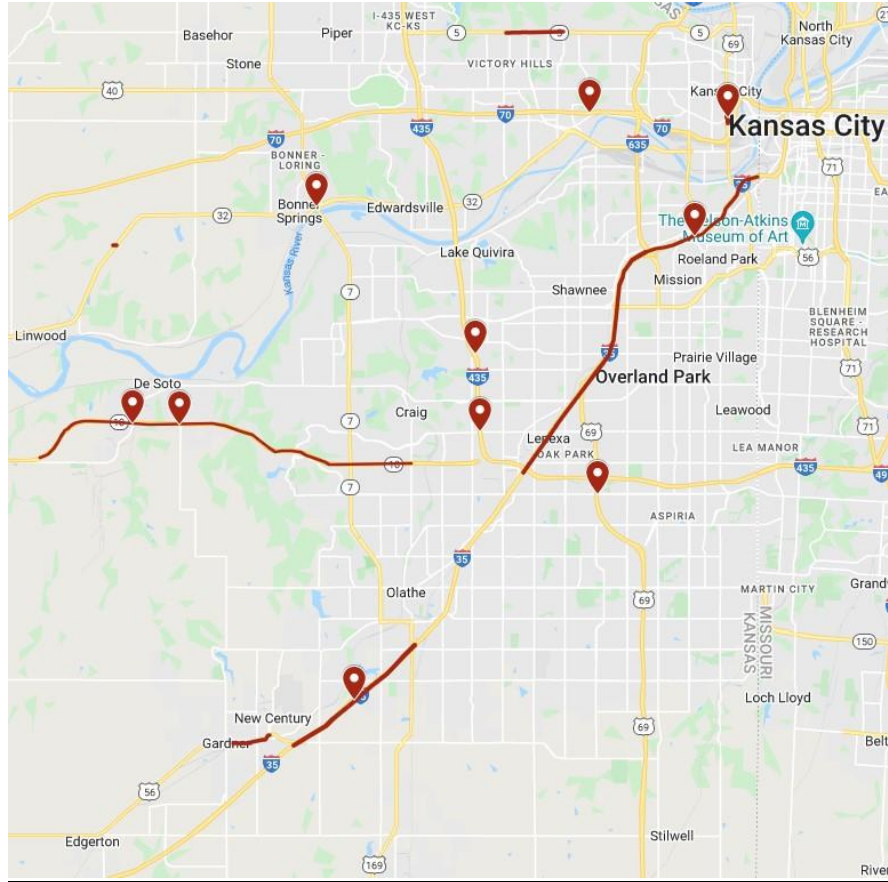 I-435 WEST
KC-KS
Basehor
Piper
5
5
5
69
North
Kansas City
Stone
VICTORY HILLS
40
Kansas City
70
435
70
70
635
Kansas City
BONNER -
LORING
71
Bonner
Springs
32
Edwardsville
32
The Nelson-Atkins
Museum of Art
56
Kansas River
Lake Quivira
Roeland Park
Mission
7
Shawnee
BLENHEIM
SQUARE -
RESEARCH
HOSPITAL
Linwood
35
Prairie Village
De Soto
435
Overland Park
71
10
7
Craig
Leawood
71
Lenexa
69
OAK PARK
LEA MANOR
10
435
7
ASPIRIA
35
Olathe
69
MARTIN CITY
MISSOURI
KANSAS
150
Loch Lloyd
New Century
69
Gardner
35
56
Edgerton
Stilwell
169